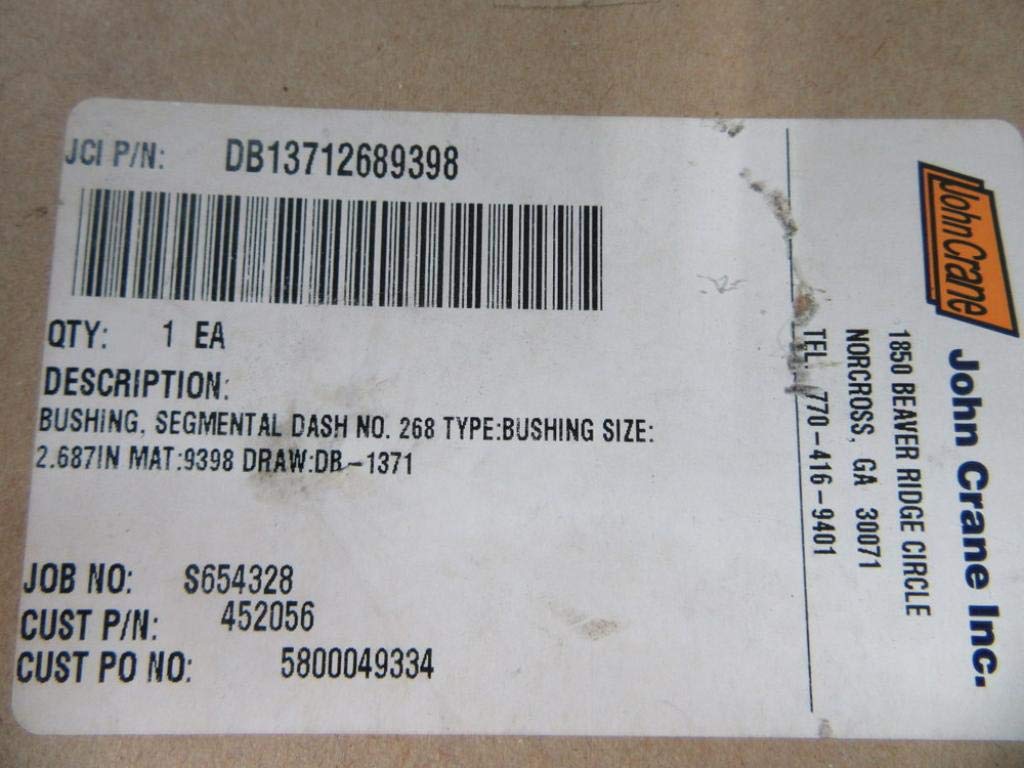 JCI P/N: DB13712689398
QTY: 1 EA
DESCRIPTION:
BUSHING, SEGMENTAL DASH NO. 268 TYPE:BUSHING SIZE:
2.687IN MAT:9398 DRAW:DB-1371
JOB NO: S654328
CUST P/N: 452056
CUST PO NO: 5800049334
John Crane
John Crane Inc.
1850 BEAVER RIDGE CIRCLE
NORCROSS, GA 30071
TEL: 770-416-9401